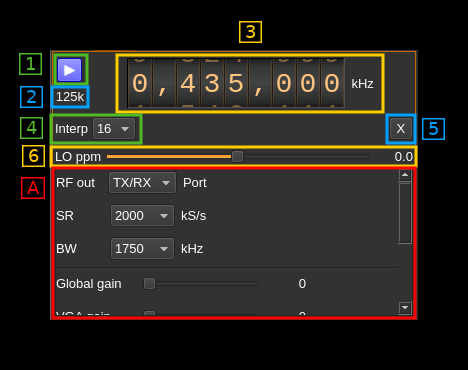 3
1
2 125k
0,435,000 kHz
4 Interp 16 X 5
6 LO ppm 0.0
A RF out TX/RX Port
SR 2000 kS/s
BW 1750 kHz
Global gain 0
VGA gain 0